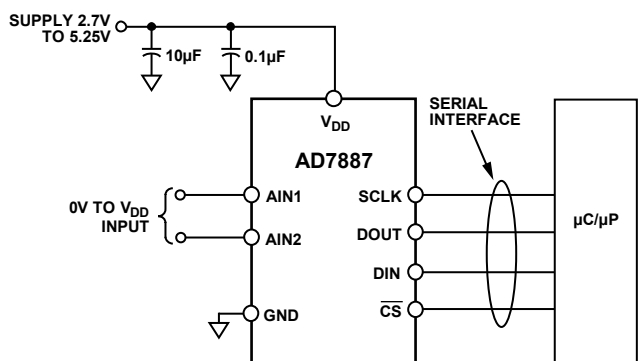 SUPPLY 2.7V
TO 5.25V
10µF
0.1µF
VDD
AD7887
SERIAL
INTERFACE
0V TO VDD
INPUT
AIN1
AIN2
GND
SCLK
DOUT
DIN
C̅S̅
µC/µP